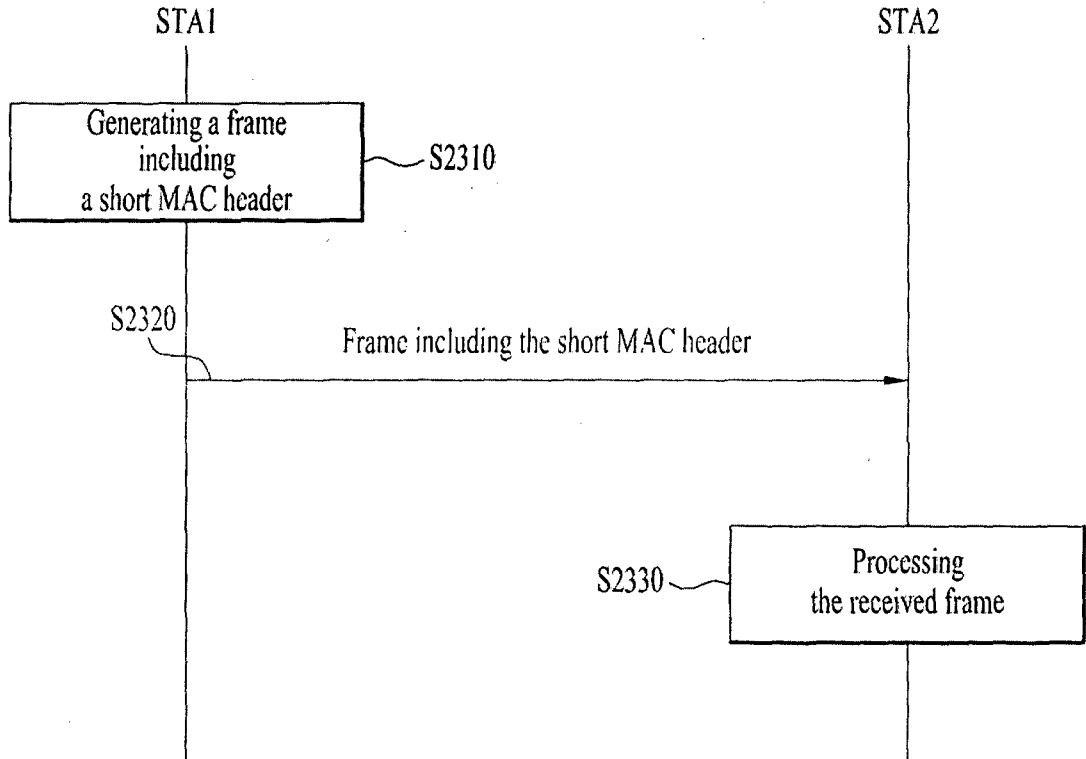 STA1
STA2
Generating a frame
including
a short MAC header
S2310
S2320
Frame including the short MAC header
S2330
Processing
the received frame